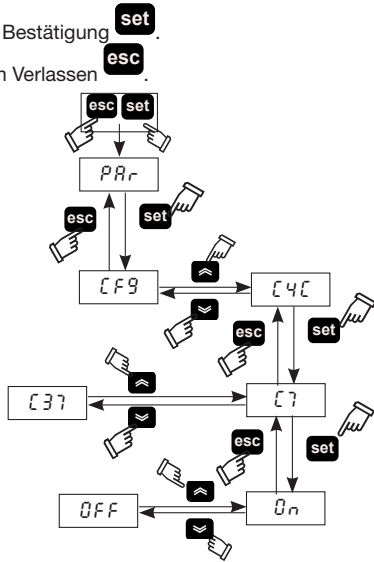 Bestätigung set.
Verlassen esc.
esc set
PAr
esc
set
CF9
C4C
esc
set
C37
C7
esc
set
OFF
On